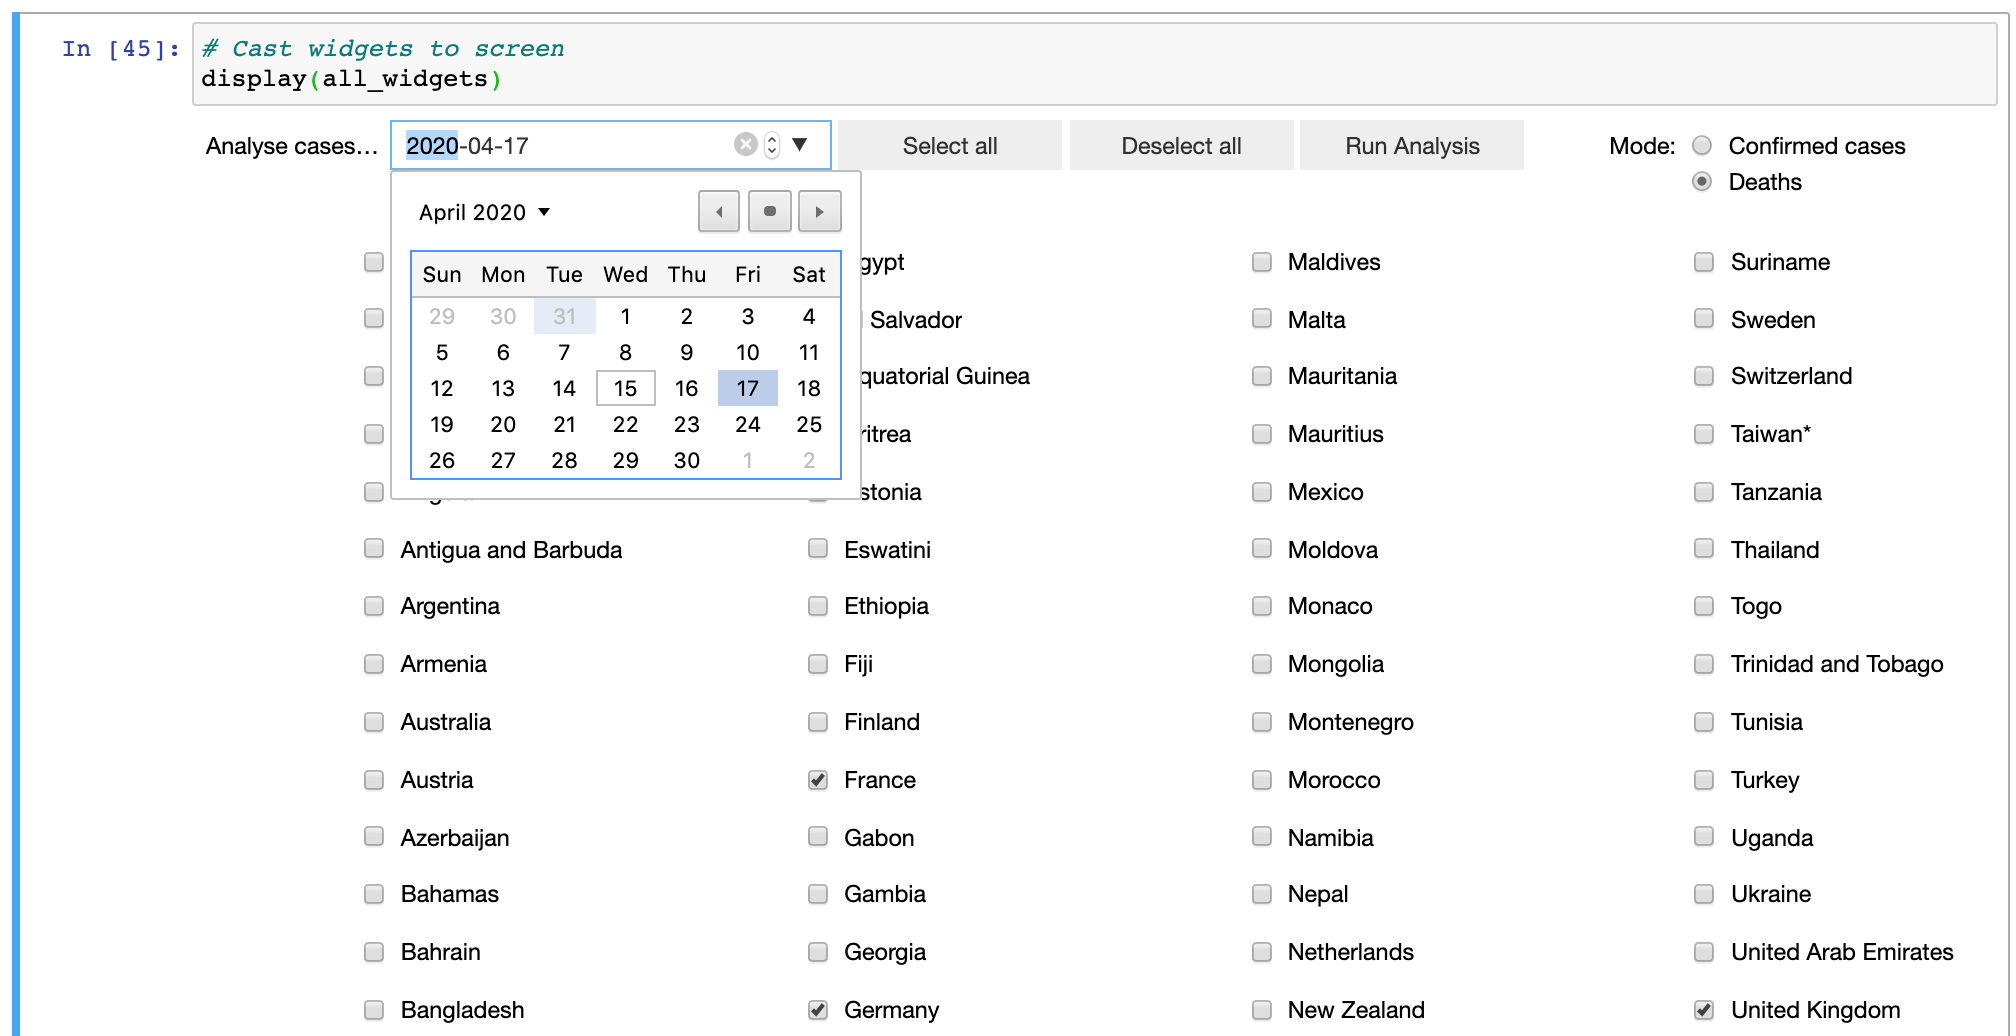 In [45]: # Cast widgets to screen
display(all_widgets)
Analyse cases... 2020-04-17 Select all Deselect all Run Analysis Mode: Confirmed cases
Deaths
April 2020
Sun Mon Tue Wed Thu Fri Sat
29 30 31 1 2 3 4
5 6 7 8 9 10 11
12 13 14 15 16 17 18
19 20 21 22 23 24 25
26 27 28 29 30 1 2
gypt Maldives Suriname
Salvador Malta Sweden
quatorial Guinea Mauritania Switzerland
ritrea Mauritius Taiwan*
stonia Mexico Tanzania
Antigua and Barbuda Eswatini Moldova Thailand
Argentina Ethiopia Monaco Togo
Armenia Fiji Mongolia Trinidad and Tobago
Australia Finland Montenegro Tunisia
Austria France Morocco Turkey
Azerbaijan Gabon Namibia Uganda
Bahamas Gambia Nepal Ukraine
Bahrain Georgia Netherlands United Arab Emirates
Bangladesh Germany New Zealand United Kingdom